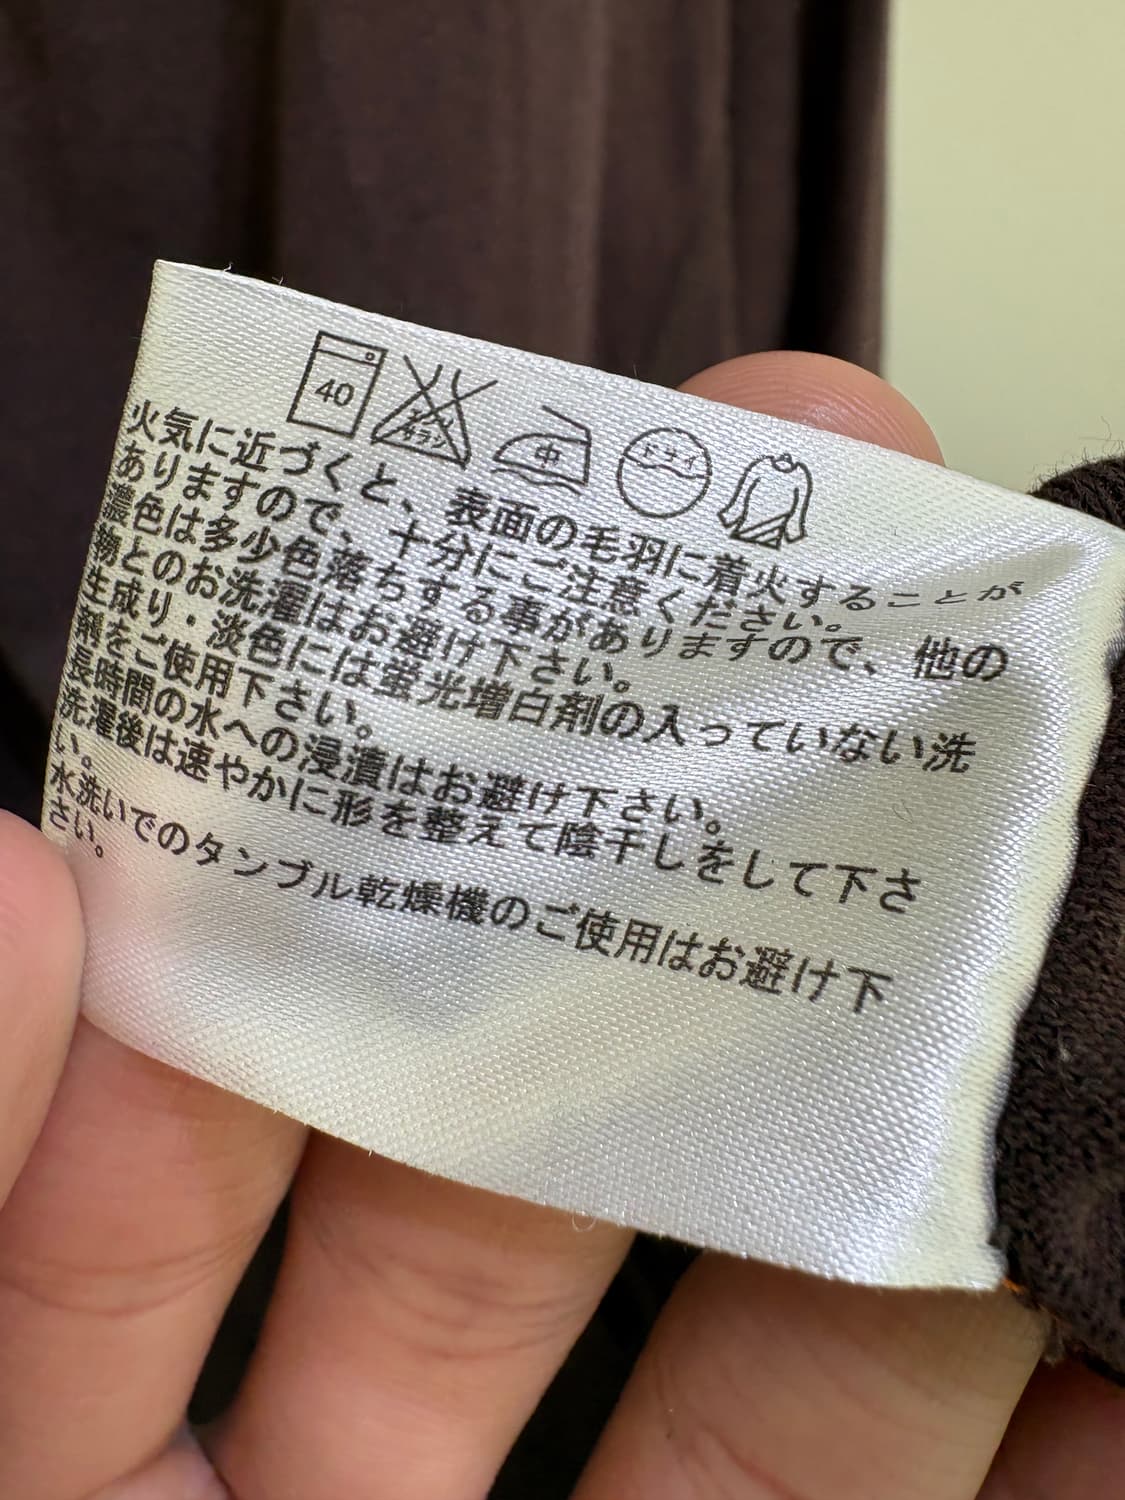 40
エンソ
サラシ
中
ドライ
火気に近づくと、表面の毛羽に着火することが
ありますので、十分にご注意ください。
濃色は多少色落ちする事がありますので、他の
物とのお洗濯はお避け下さい。
生成り・淡色には蛍光増白剤の入っていない洗
剤をご使用下さい。
長時間の水への浸漬はお避け下さい。
洗濯後は速やかに形を整えて陰干しをして下さ
い。
水洗いでのタンブル乾燥機のご使用はお避け下
さい。